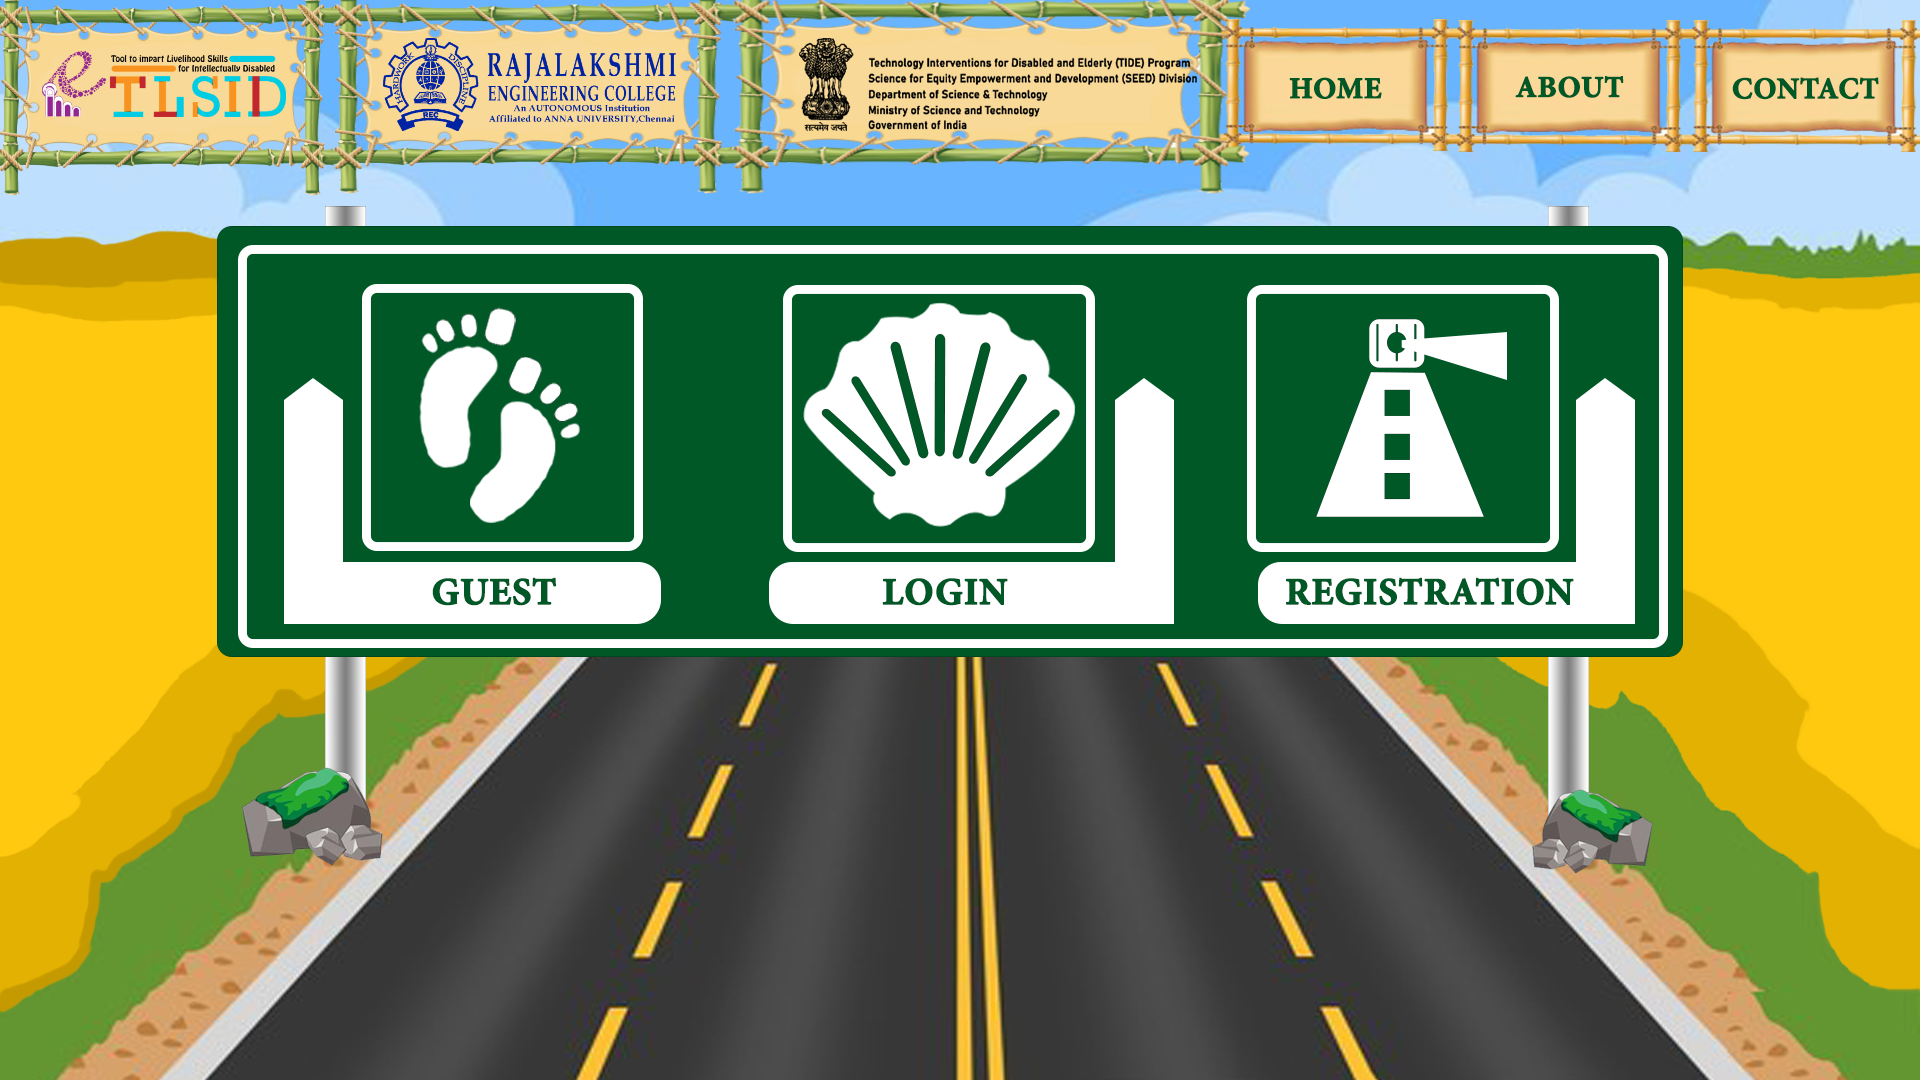 Tool to impart Livelihood Skills
for Intellectually Disabled
e TLSID
HARDWORK DISCIPLINE
REC
RAJALAKSHMI
ENGINEERING COLLEGE
An AUTONOMOUS Institution
Affiliated to ANNA UNIVERSITY,Chennai
सत्यमेव जयते
Technology Interventions for Disabled and Elderly (TIDE) Program
Science for Equity Empowerment and Development (SEED) Division
Department of Science & Technology
Ministry of Science and Technology
Government of India
HOME
ABOUT
CONTACT
GUEST
LOGIN
REGISTRATION